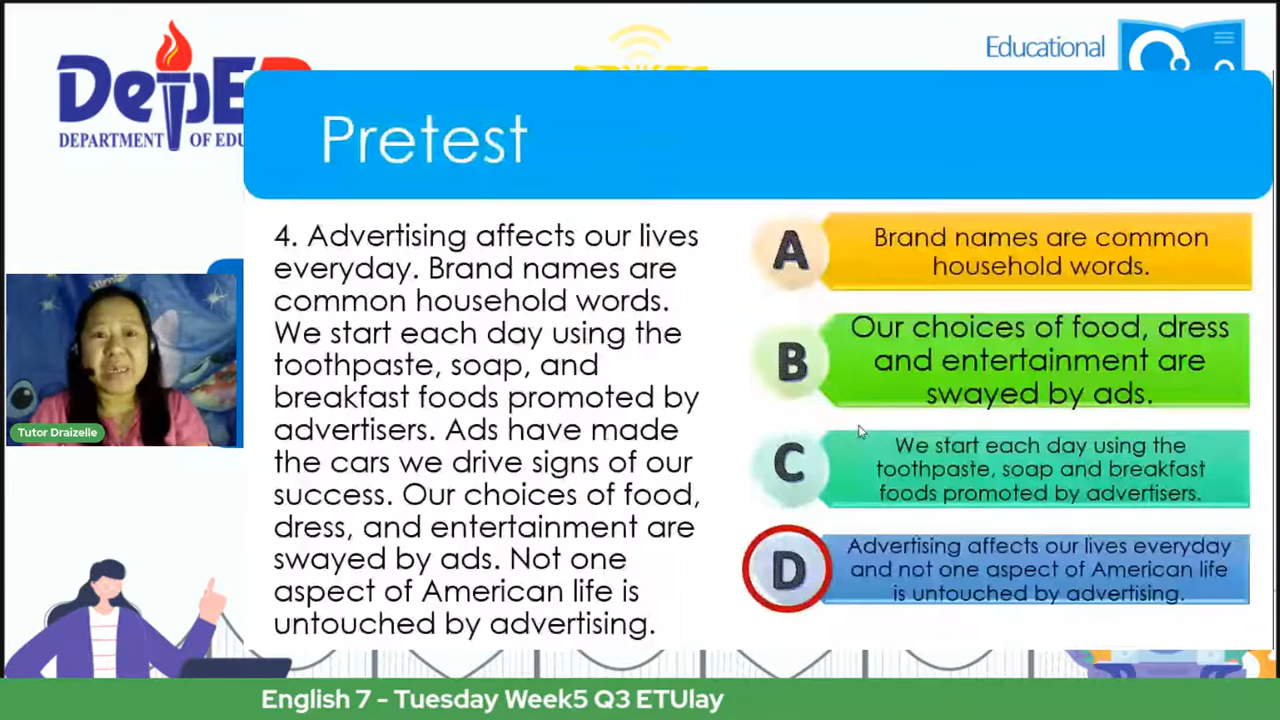 DepED
DEPARTMENT OF EDU
Educational
Pretest
4. Advertising affects our lives
everyday. Brand names are
common household words.
We start each day using the
toothpaste, soap, and
breakfast foods promoted by
advertisers. Ads have made
the cars we drive signs of our
success. Our choices of food,
dress, and entertainment are
swayed by ads. Not one
aspect of American life is
untouched by advertising.
A
Brand names are common
household words.
B
Our choices of food, dress
and entertainment are
swayed by ads.
C
We start each day using the
toothpaste, soap and breakfast
foods promoted by advertisers.
D
Advertising affects our lives everyday
and not one aspect of American life
is untouched by advertising.
Tutor Draizelle
English 7 - Tuesday Week5 Q3 ETUlay